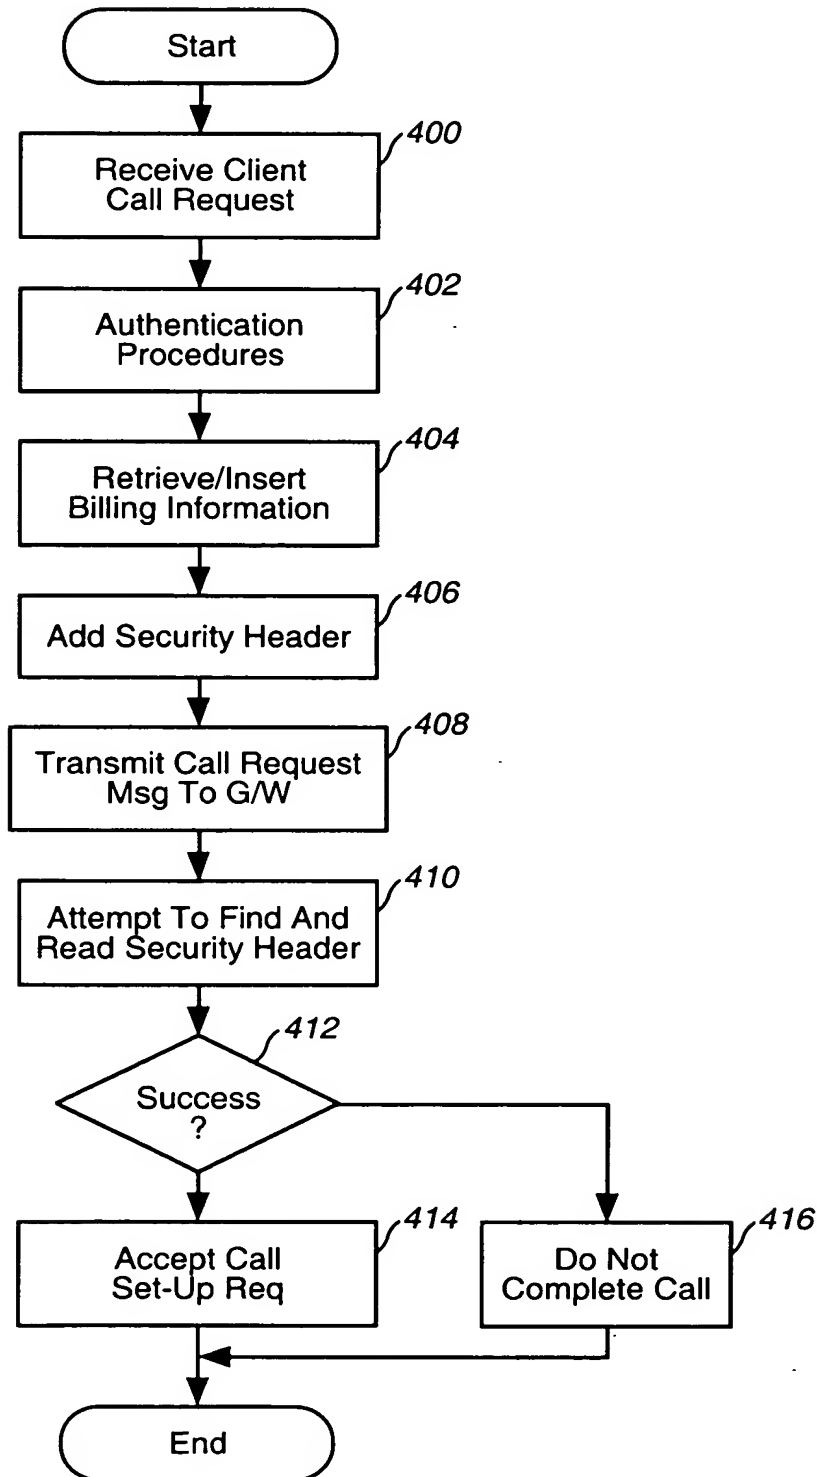 Start
400
Receive Client
Call Request
402
Authentication
Procedures
404
Retrieve/Insert
Billing Information
406
Add Security Header
408
Transmit Call Request
Msg To G/W
410
Attempt To Find And
Read Security Header
412
Success
?
414
Accept Call
Set-Up Req
416
Do Not
Complete Call
End